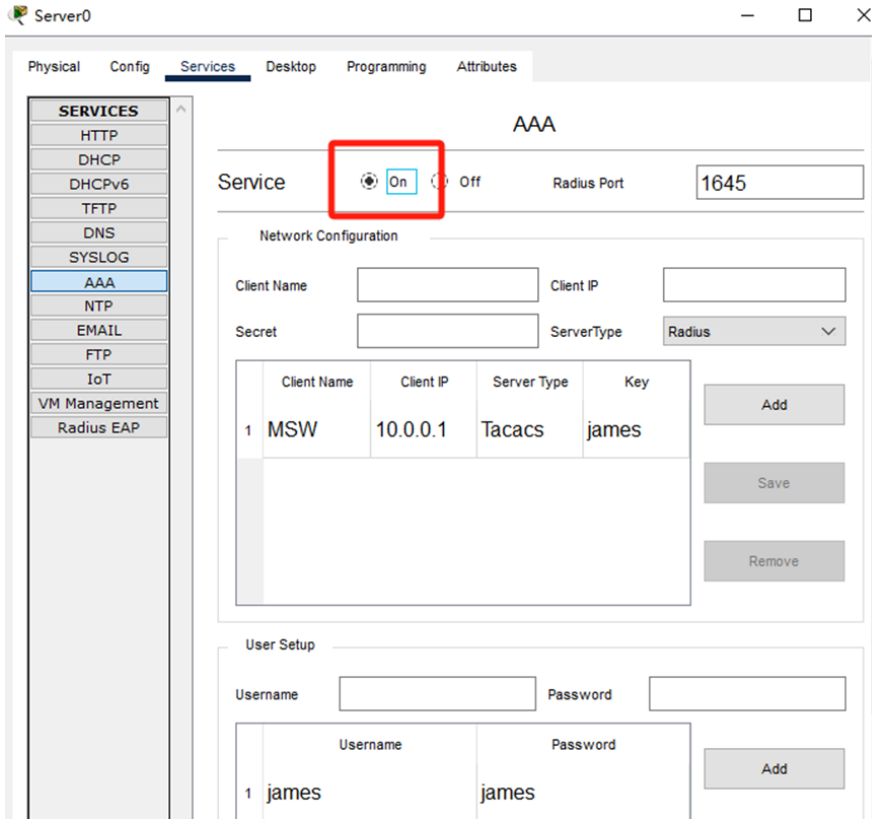 Server0
Physical Config Services Desktop Programming Attributes
SERVICES
HTTP
DHCP
DHCPv6
TFTP
DNS
SYSLOG
AAA
NTP
EMAIL
FTP
IoT
VM Management
Radius EAP
AAA
Service On Off Radius Port 1645
Network Configuration
Client Name Client IP
Secret ServerType Radius
Client Name Client IP Server Type Key
1 MSW 10.0.0.1 Tacacs james
Add
Save
Remove
User Setup
Username Password
Username Password
1 james james
Add